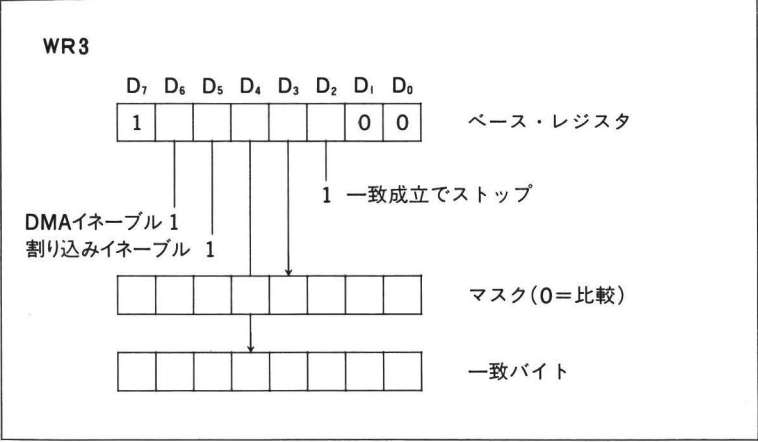 WR3
D₇ D₆ D₅ D₄ D₃ D₂ D₁ D₀
1 0 0 ベース・レジスタ
1 一致成立でストップ
DMAイネーブル 1
割り込みイネーブル 1
マスク(0=比較)
一致バイト